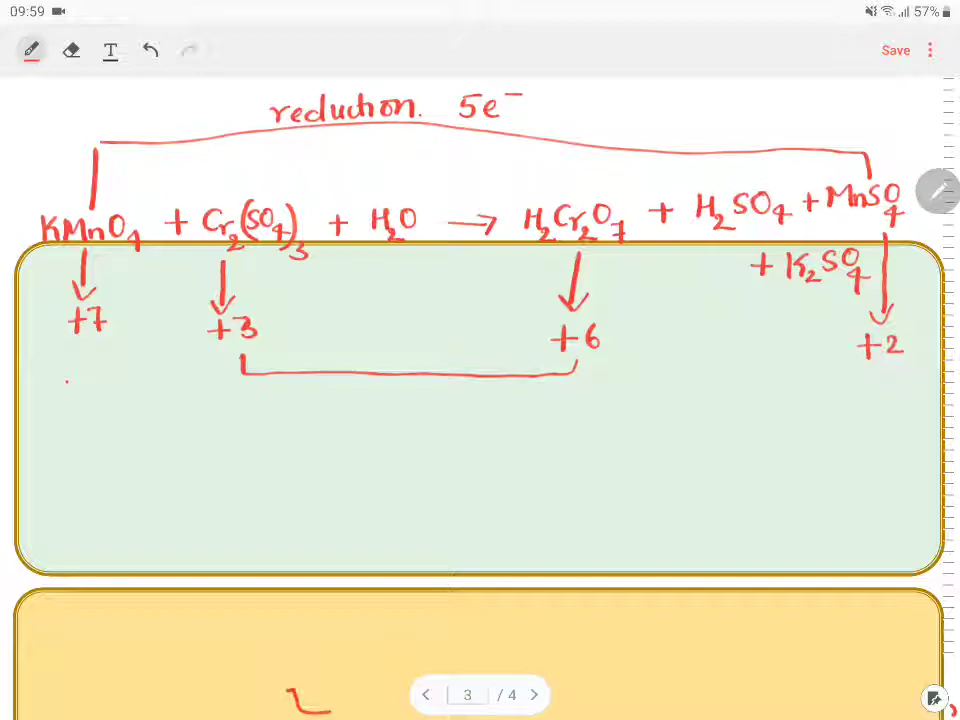 09:59 57%
T Save
reduction. 5e⁻
KMnO₄ + Cr₂(SO₄)₃ + H₂O → H₂Cr₂O₇ + H₂SO₄ + MnSO₄
+ K₂SO₄
+7 +3 +6 +2
3 / 4